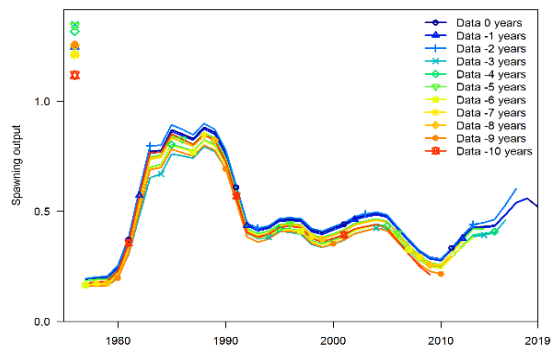 Data 0 years
Data -1 years
Data -2 years
Data -3 years
Data -4 years
Data -5 years
Data -6 years
Data -7 years
Data -8 years
Data -9 years
Data -10 years
1.0
0.5
0.0
Spawning output
1980
1990
2000
2010
2019